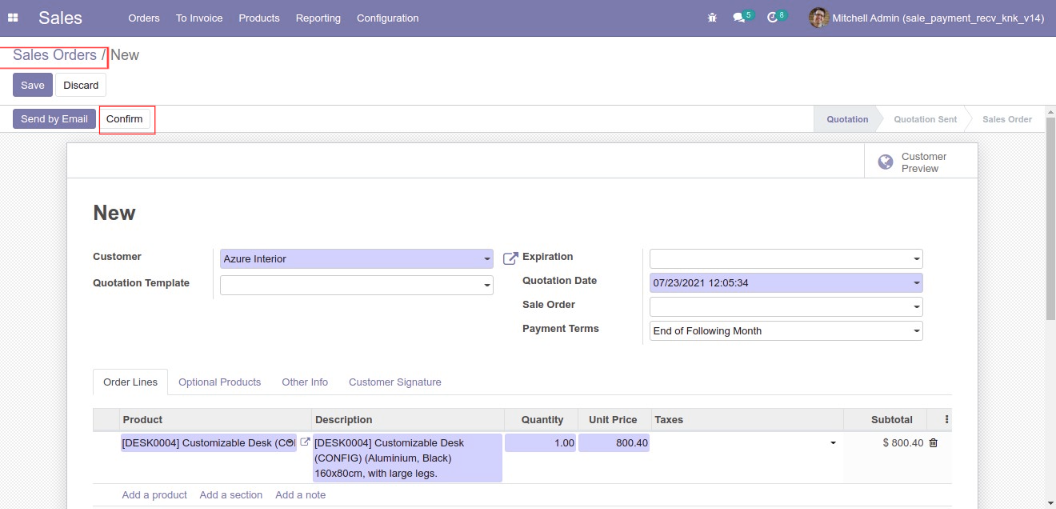 Sales Orders To Invoice Products Reporting Configuration 5 8 Mitchell Admin (sale_payment_recv_knk_v14)
Sales Orders / New
Save Discard
Send by Email Confirm Quotation Quotation Sent Sales Order
Customer
Preview
New
Customer Azure Interior Expiration
Quotation Template Quotation Date 07/23/2021 12:05:34
Sale Order
Payment Terms End of Following Month
Order Lines Optional Products Other Info Customer Signature
Product Description Quantity Unit Price Taxes Subtotal
[DESK0004] Customizable Desk [DESK0004] Customizable Desk 1.00 800.40 $ 800.40
(CONFIG) (Aluminium, Black)
160x80cm, with large legs.
Add a product Add a section Add a note